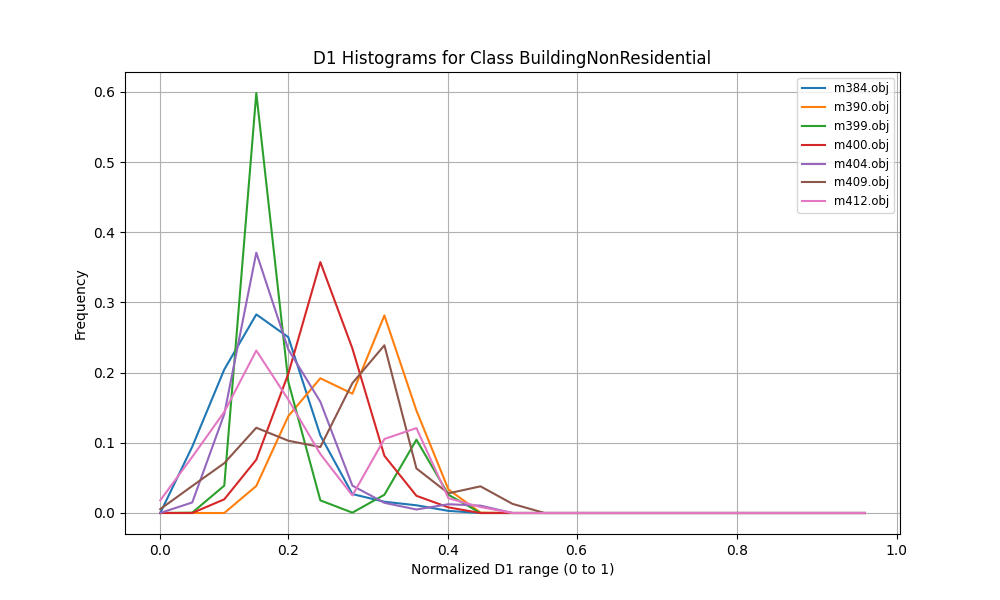 D1 Histograms for Class BuildingNonResidential
m384.obj
m390.obj
m399.obj
m400.obj
m404.obj
m409.obj
m412.obj
Frequency
0.6
0.5
0.4
0.3
0.2
0.1
0.0
0.0 0.2 0.4 0.6 0.8 1.0
Normalized D1 range (0 to 1)